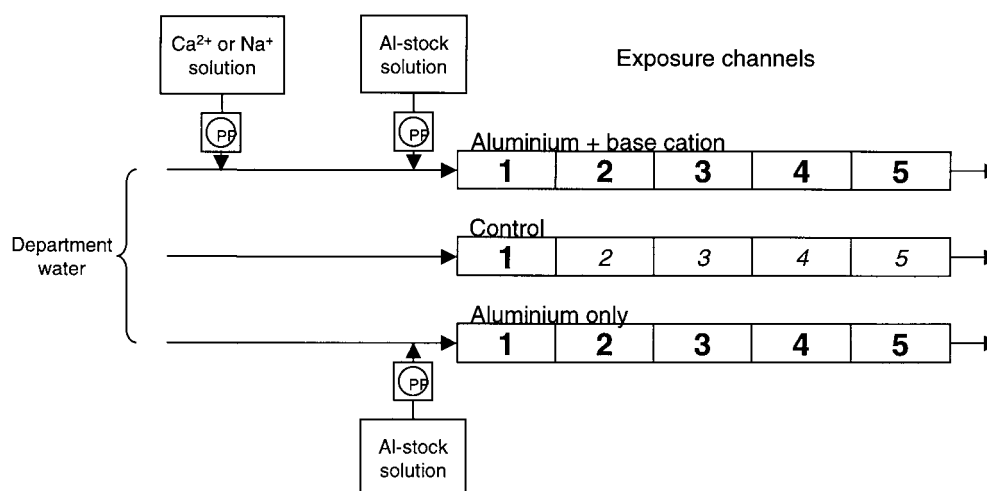 Ca²⁺ or Na⁺
solution
Al-stock
solution
Exposure channels
PP
PP
Aluminium + base cation
1 2 3 4 5
Department
water
Control
1 2 3 4 5
Aluminium only
1 2 3 4 5
PP
Al-stock
solution